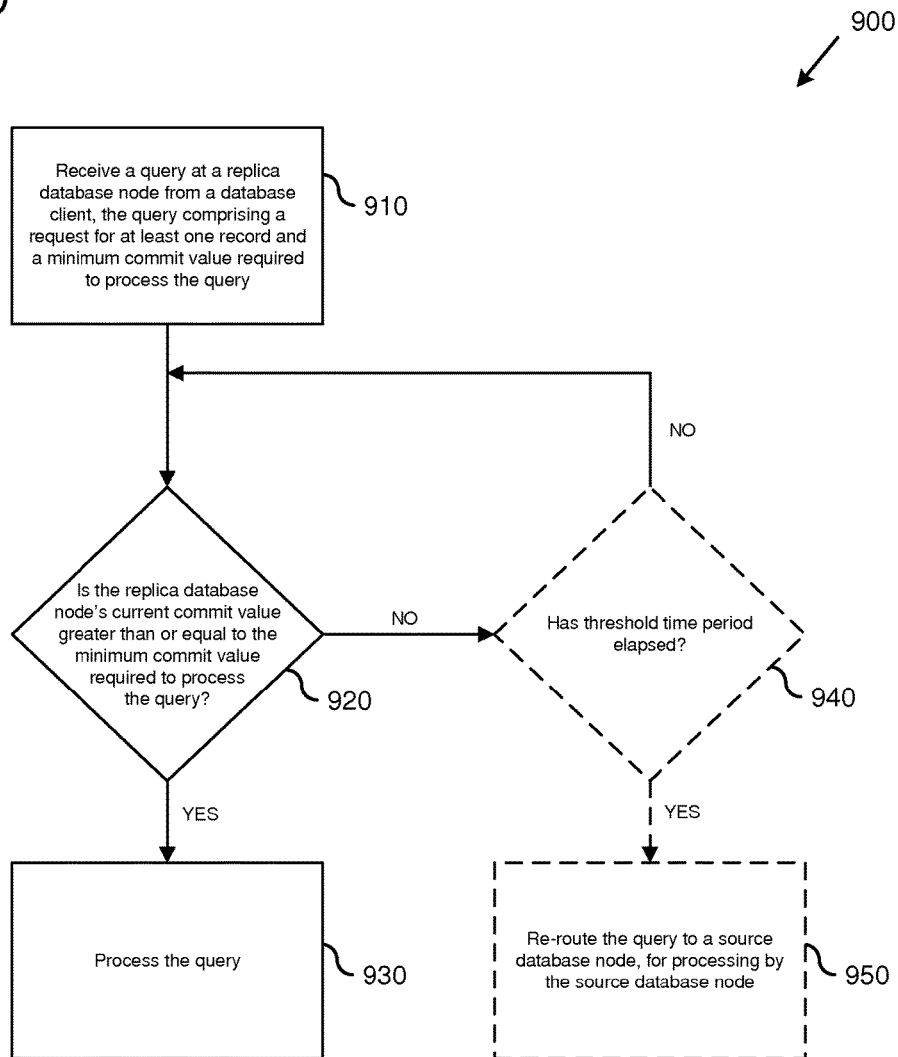 900
Receive a query at a replica
database node from a database
client, the query comprising a
request for at least one record and
a minimum commit value required
to process the query
910
NO
Is the replica database
node's current commit value
greater than or equal to the
minimum commit value
required to process
the query?
920
NO
Has threshold time period
elapsed?
940
YES
YES
Process the query
930
Re-route the query to a source
database node, for processing by
the source database node
950